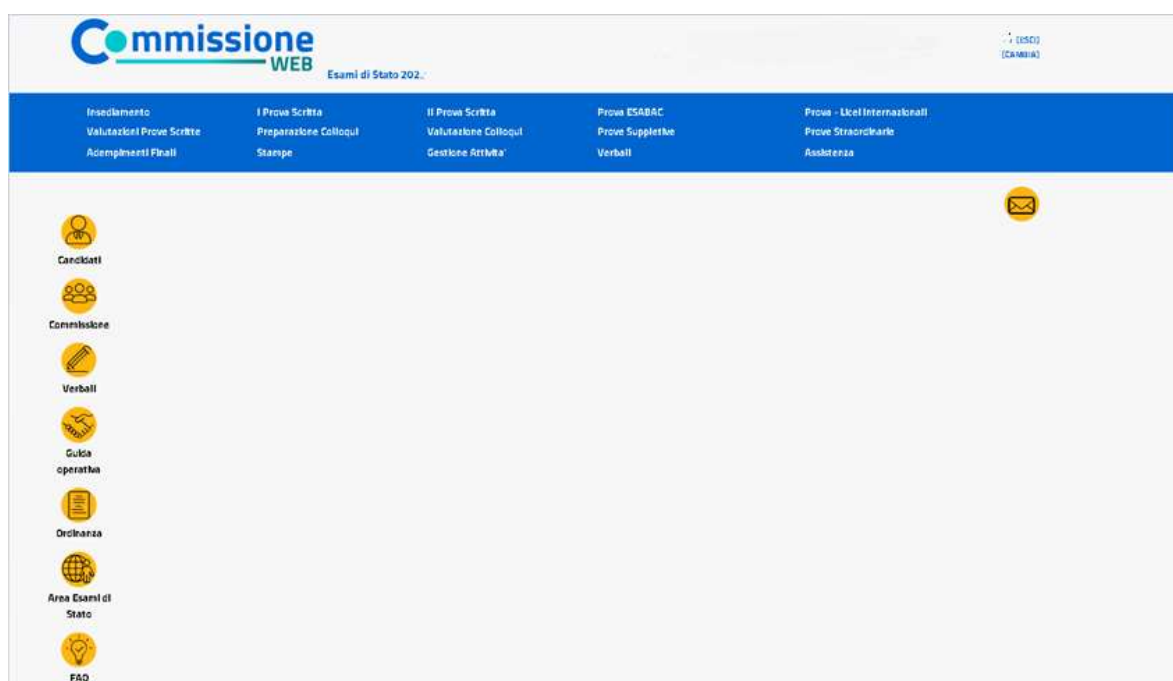 Commissione
WEB
Esami di Stato 202.
[ESCI]
[CAMBIA]
Insediamento I Prova Scritta II Prova Scritta Prova ESABAC Prova - Licei Internazionali
Valutazioni Prove Scritte Preparazione Colloqui Valutazione Colloqui Prove Suppletive Prove Straordinarie
Adempimenti Finali Stampe Gestione Attivita' Verbali Assistenza
Candidati
Commissione
Verbali
Guida
operativa
Ordinanza
Area Esami di
Stato
FAQ